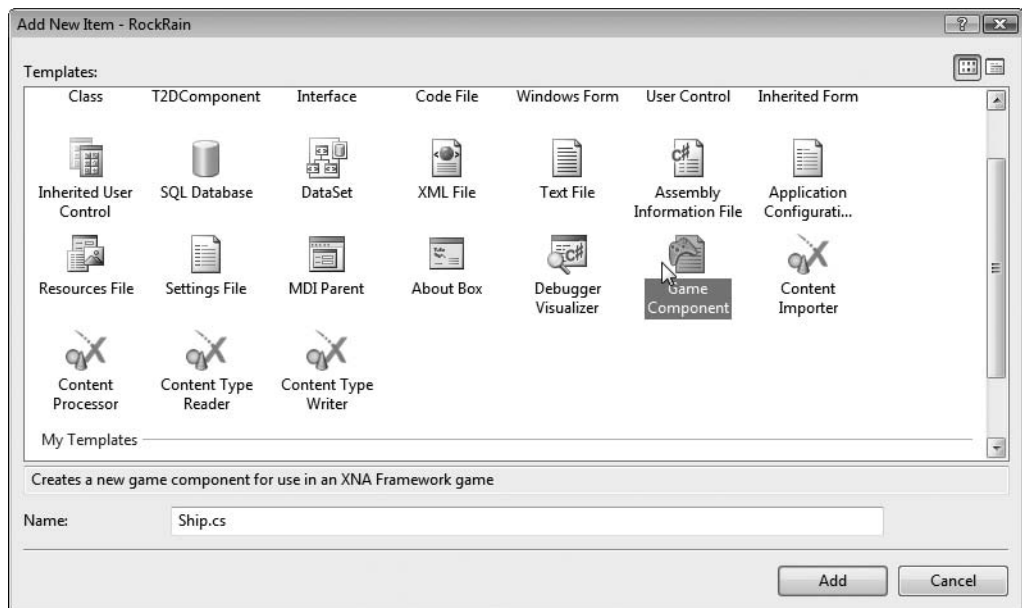 Add New Item - RockRain
Templates:
Class T2DComponent Interface Code File Windows Form User Control Inherited Form
Inherited User Control SQL Database DataSet XML File Text File Assembly Information File Application Configurati...
Resources File Settings File MDI Parent About Box Debugger Visualizer Game Component Content Importer
Content Processor Content Type Reader Content Type Writer
My Templates
Creates a new game component for use in an XNA Framework game
Name: Ship.cs
Add Cancel